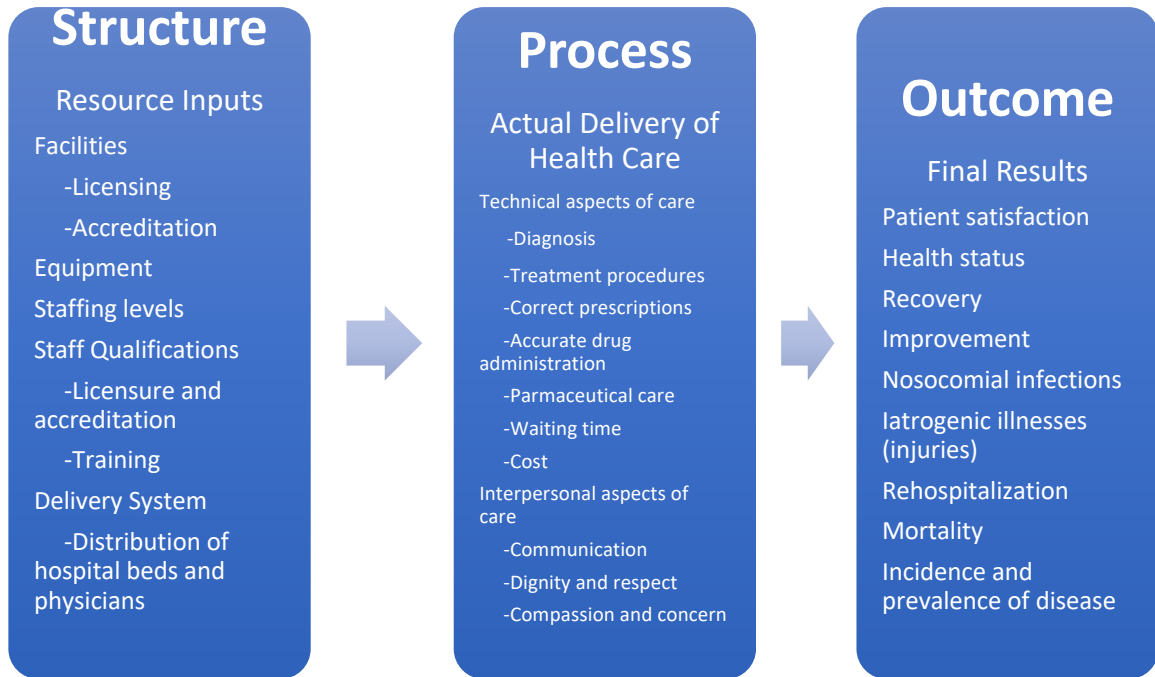 Structure
Resource Inputs
Facilities
-Licensing
-Accreditation
Equipment
Staffing levels
Staff Qualifications
-Licensure and
accreditation
-Training
Delivery System
-Distribution of
hospital beds and
physicians
Process
Actual Delivery of
Health Care
Technical aspects of care
-Diagnosis
-Treatment procedures
-Correct prescriptions
-Accurate drug
administration
-Parmaceutical care
-Waiting time
-Cost
Interpersonal aspects of
care
-Communication
-Dignity and respect
-Compassion and concern
Outcome
Final Results
Patient satisfaction
Health status
Recovery
Improvement
Nosocomial infections
Iatrogenic illnesses
(injuries)
Rehospitalization
Mortality
Incidence and
prevalence of disease